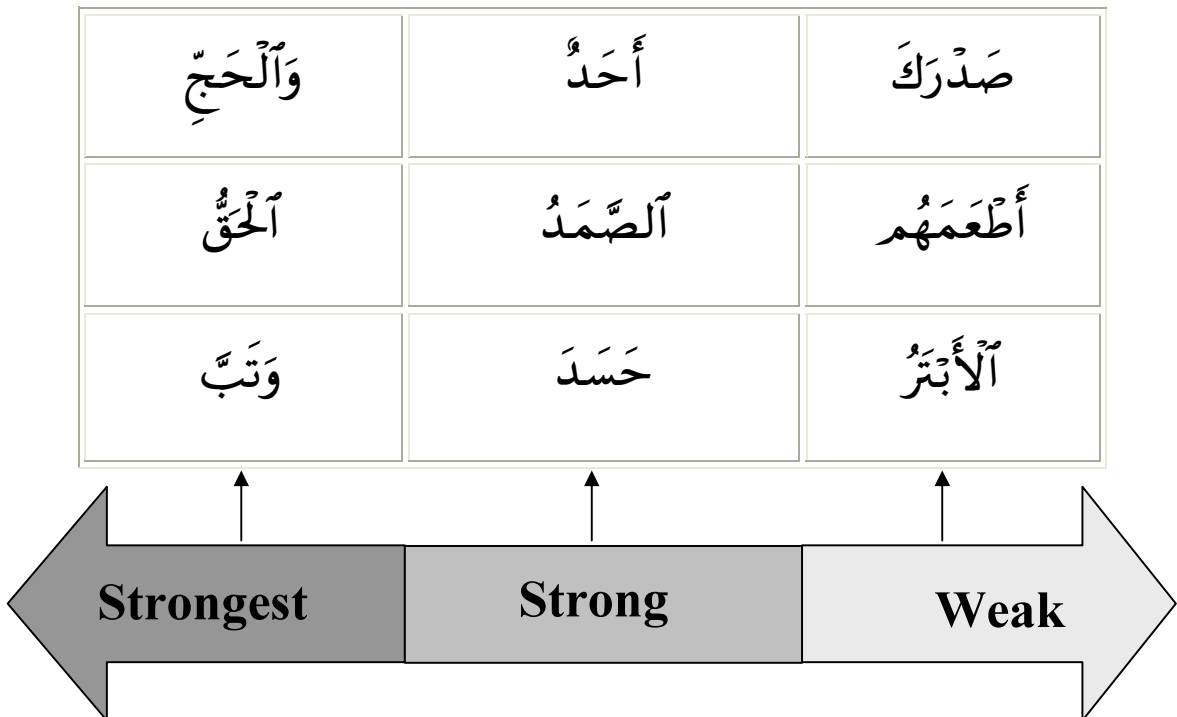 صَدْرَكَ أَحَدٌ وَٱلْحَجِّ
أَطْعَمَهُم ٱلصَّمَدُ ٱلْحَقُّ
ٱلْأَبْتَرُ حَسَدَ وَتَبَّ
Strongest Strong Weak